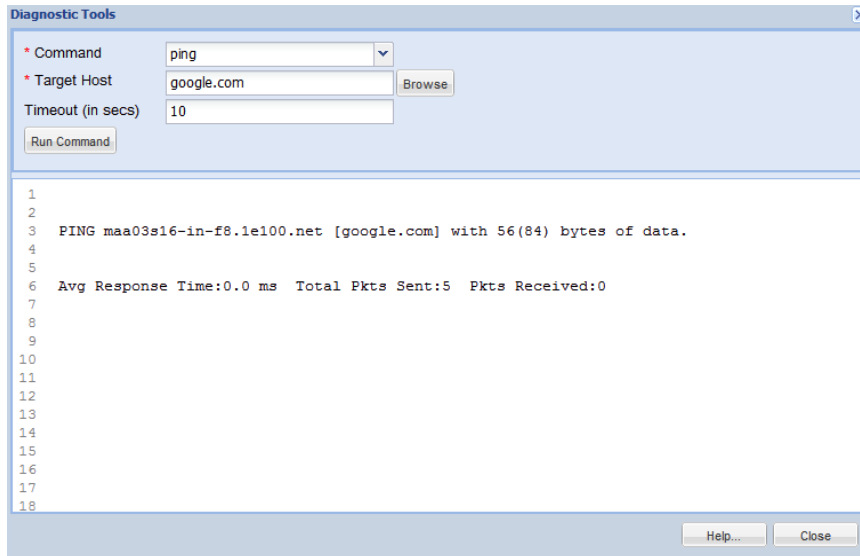 Diagnostic Tools
* Command ping
* Target Host google.com Browse
Timeout (in secs) 10
Run Command
1
2
3 PING maa03s16-in-f8.1e100.net [google.com] with 56(84) bytes of data.
4
5
6 Avg Response Time:0.0 ms Total Pkts Sent:5 Pkts Received:0
7
8
9
10
11
12
13
14
15
16
17
18
Help... Close